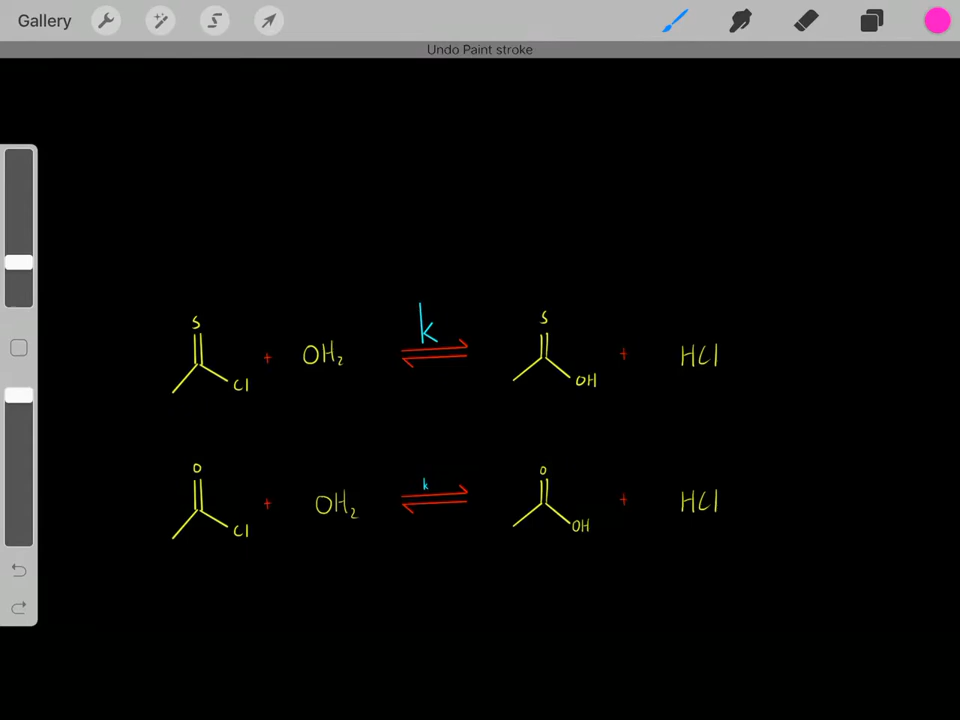 Gallery
Undo Paint stroke
S
Cl
+
OH₂
k
S
OH
+
HCl
O
Cl
+
OH₂
k
O
OH
+
HCl